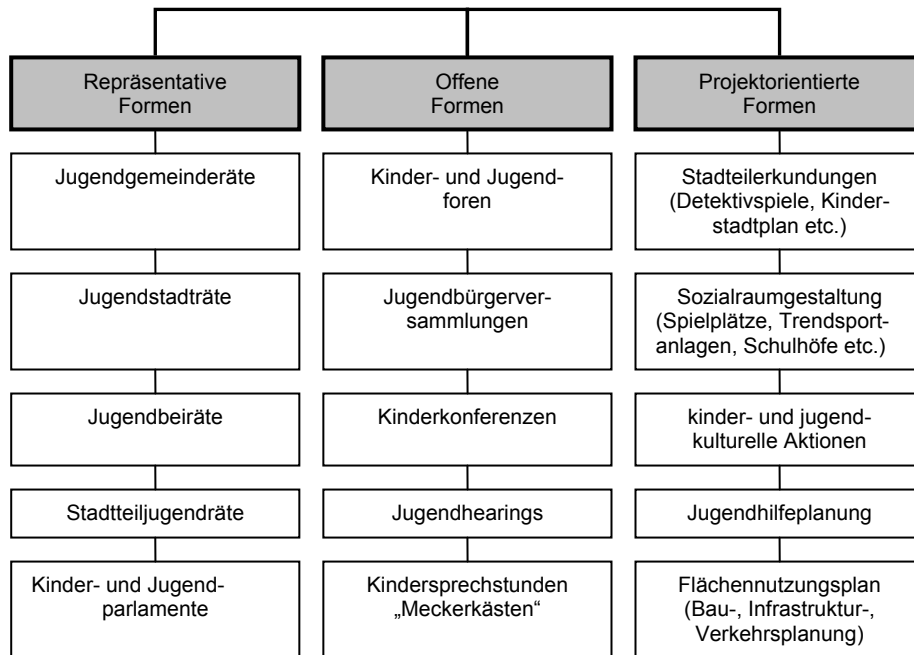 Repräsentative
Formen
Jugendgemeinderäte
Jugendstadträte
Jugendbeiräte
Stadtteiljugendräte
Kinder- und Jugend-
parlamente
Offene
Formen
Kinder- und Jugend-
foren
Jugendbürgerver-
sammlungen
Kinderkonferenzen
Jugendhearings
Kindersprechstunden
„Meckerkästen“
Projektorientierte
Formen
Stadteilerkundungen
(Detektivspiele, Kinder-
stadtplan etc.)
Sozialraumgestaltung
(Spielplätze, Trendsport-
anlagen, Schulhöfe etc.)
kinder- und jugend-
kulturelle Aktionen
Jugendhilfeplanung
Flächennutzungsplan
(Bau-, Infrastruktur-,
Verkehrsplanung)